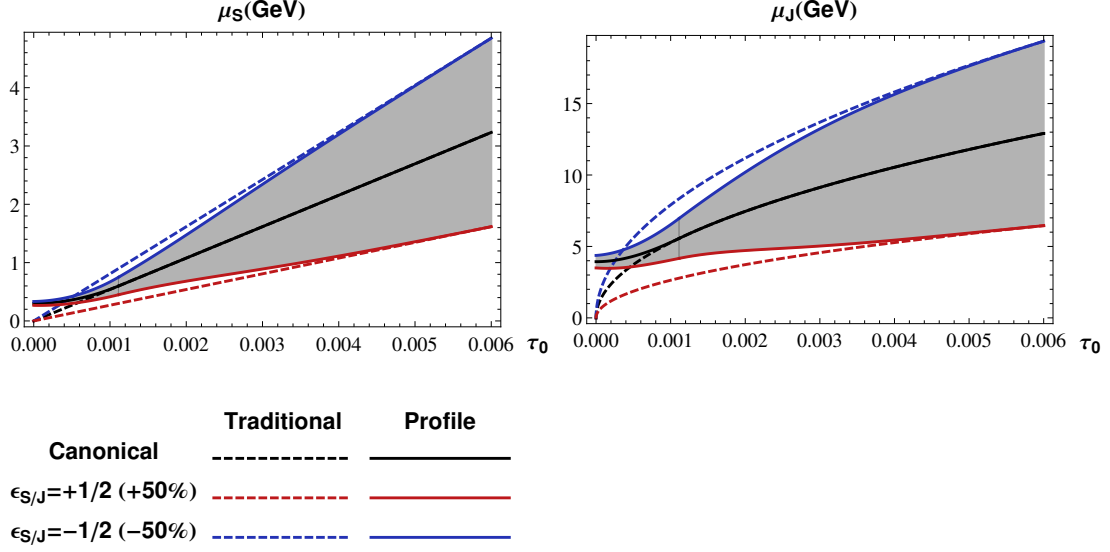 μS(GeV)
4
3
2
1
0
0.000 0.001 0.002 0.003 0.004 0.005 0.006 τ0
μJ(GeV)
15
10
5
0
0.000 0.001 0.002 0.003 0.004 0.005 0.006 τ0
Traditional Profile
Canonical
ϵS/J=+1/2 (+50%)
ϵS/J=−1/2 (−50%)